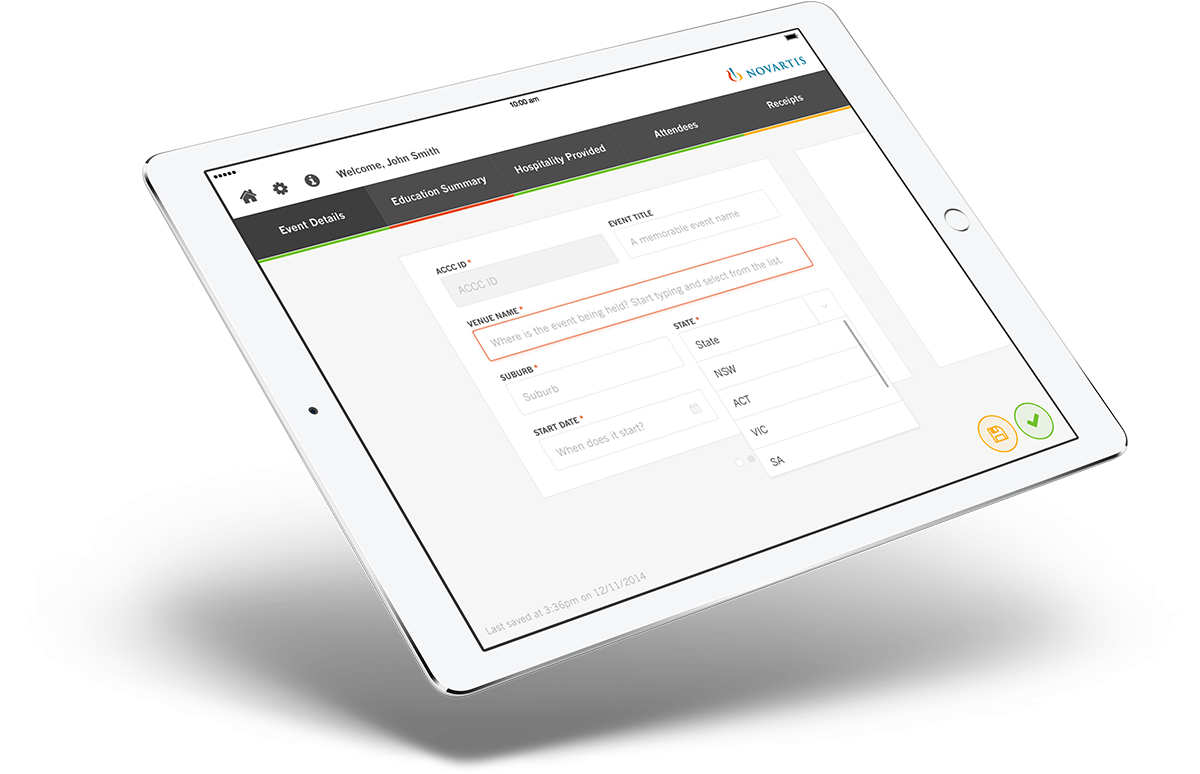 10:00 am
NOVARTIS
Welcome, John Smith
Event Details
Education Summary
Hospitality Provided
Attendees
Receipts
ACCC ID *
ACCC ID
EVENT TITLE
A memorable event name
VENUE NAME *
Where is the event being held? Start typing and select from the list.
SUBURB *
Suburb
STATE *
State
NSW
ACT
VIC
SA
START DATE *
When does it start?
Last saved at 3:36pm on 12/11/2014